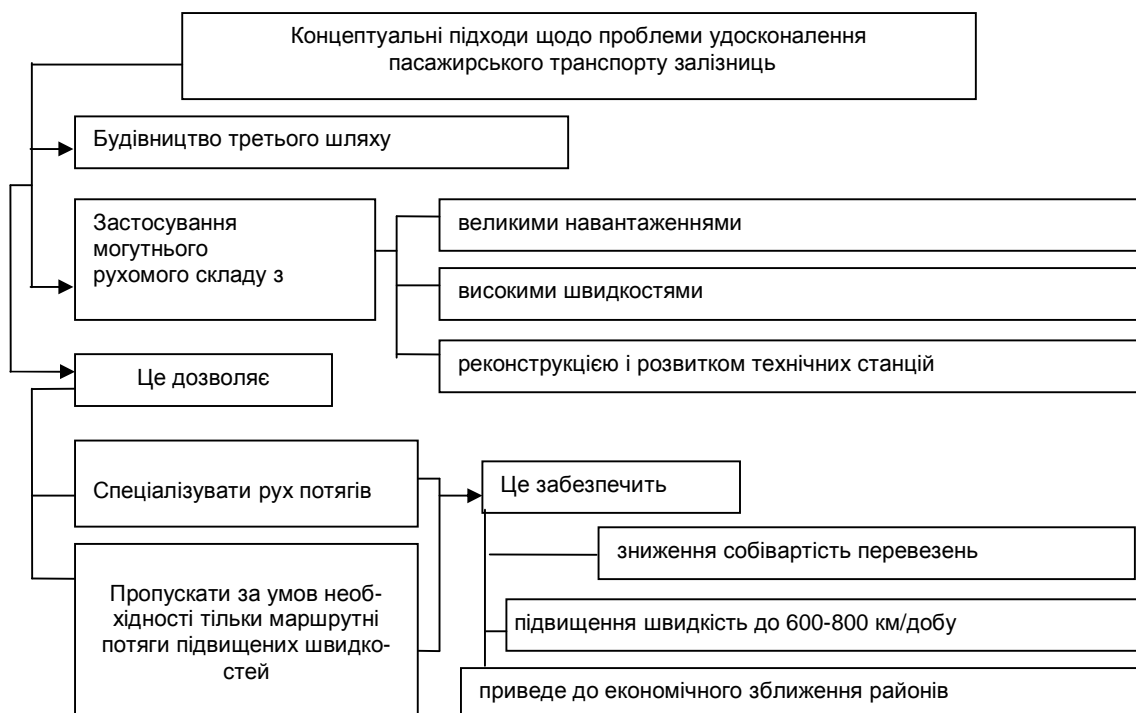 Концептуальні підходи щодо проблеми удосконалення
пасажирського транспорту залізниць
Будівництво третього шляху
Застосування
могутнього
рухомого складу з
великими навантаженнями
високими швидкостями
реконструкцією і розвитком технічних станцій
Це дозволяє
Спеціалізувати рух потягів
Це забезпечить
зниження собівартість перевезень
Пропускати за умов необ-
хідності тільки маршрутні
потяги підвищених швидко-
стей
підвищення швидкість до 600-800 км/добу
приведе до економічного зближення районів